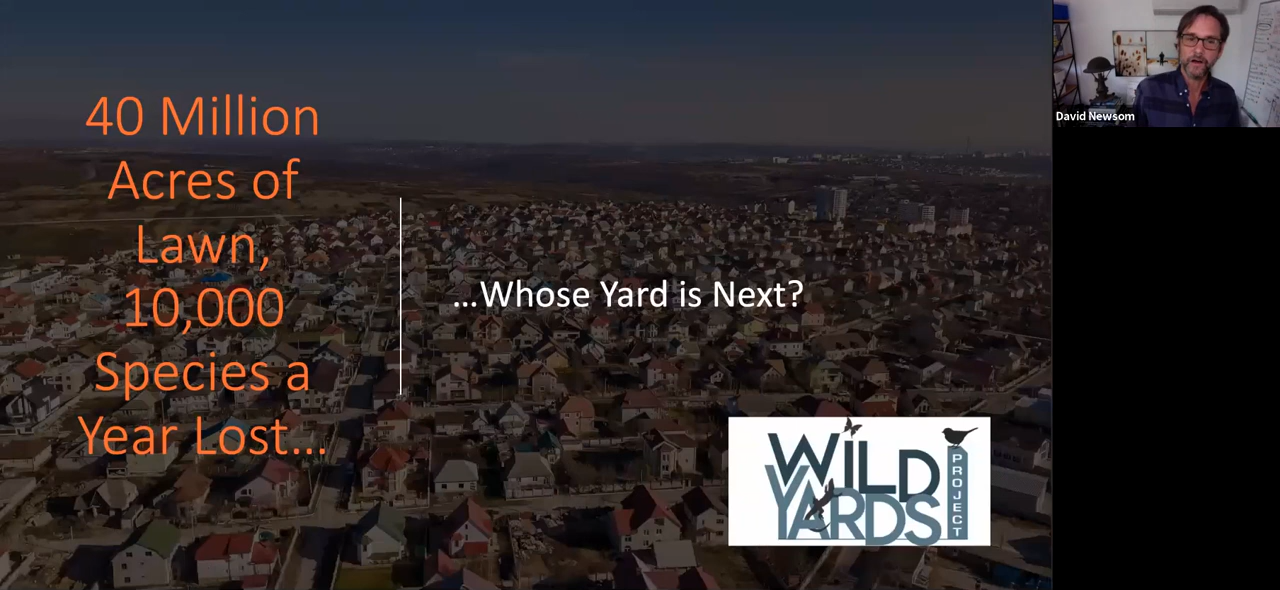 40 Million
Acres of
Lawn,
10,000
Species a
Year Lost...
...Whose Yard is Next?
WILD
YARDS
PROJECT
David Newsom